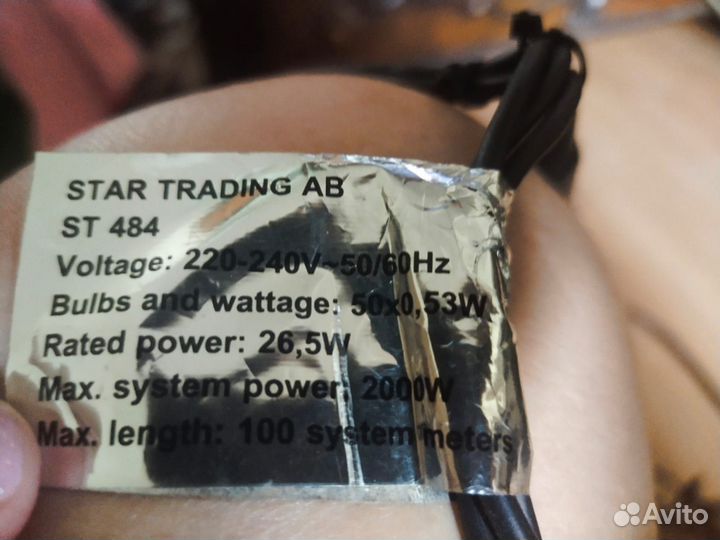 STAR TRADING AB
ST 484
Voltage: 220-240V~50/60Hz
Bulbs and wattage: 50x0,53W
Rated power: 26,5W
Max. system power: 2000W
Max. length: 100 system meters
Avito